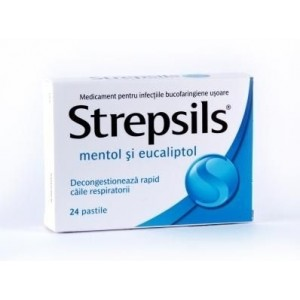 Medicament pentru infecțiile bucofaringiene ușoare
Strepsils®
mentol și eucaliptol
Decongestionează rapid
căile respiratorii
24 pastile